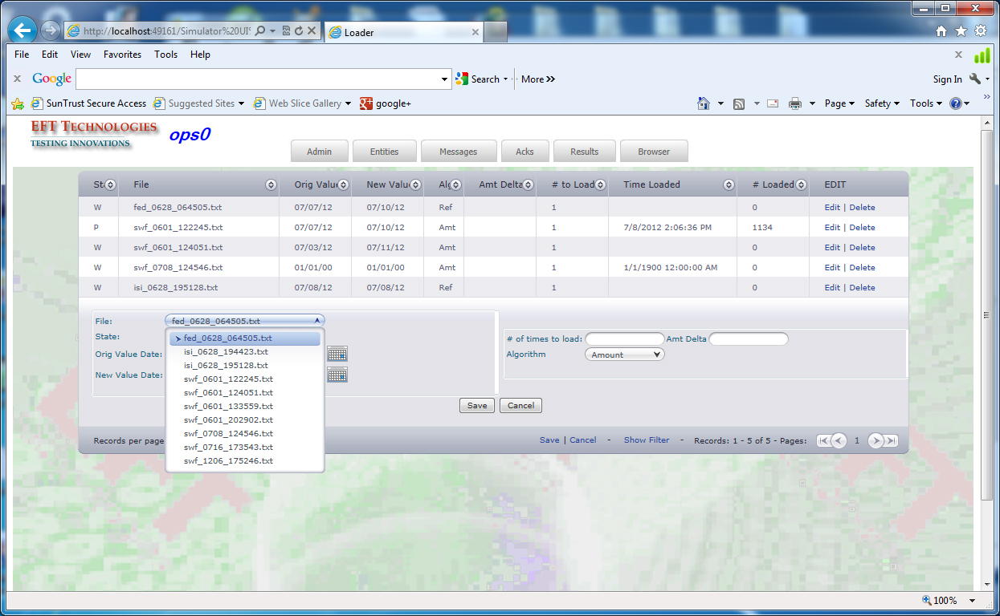 http://localhost:49161/Simulator%20UI
Loader
File Edit View Favorites Tools Help
Google Search More »
Sign In
SunTrust Secure Access Suggested Sites Web Slice Gallery google+
Page Safety Tools
EFT TECHNOLOGIES
TESTING INNOVATIONS
ops0
Admin Entities Messages Acks Results Browser
St File Orig Value New Value Alg Amt Delta # to Load Time Loaded # Loaded EDIT
W fed_0628_064505.txt 07/07/12 07/10/12 Ref 1 0 Edit | Delete
P swf_0601_122245.txt 07/07/12 07/10/12 Amt 1 7/8/2012 2:06:36 PM 1134 Edit | Delete
W swf_0601_124051.txt 07/03/12 07/11/12 Amt 1 0 Edit | Delete
W swf_0708_124546.txt 01/01/00 01/01/00 Amt 1 1/1/1900 12:00:00 AM 0 Edit | Delete
W isi_0628_195128.txt 07/08/12 07/08/12 Ref 1 0 Edit | Delete
File: fed_0628_064505.txt
State:
Orig Value Date:
New Value Date:
fed_0628_064505.txt
isi_0628_194423.txt
isi_0628_195128.txt
swf_0601_122245.txt
swf_0601_124051.txt
swf_0601_133559.txt
swf_0601_202902.txt
swf_0708_124546.txt
swf_0716_173543.txt
swf_1206_175246.txt
# of times to load: Amt Delta
Algorithm Amount
Save Cancel
Records per page Save | Cancel - Show Filter - Records: 1 - 5 of 5 - Pages: 1
100%